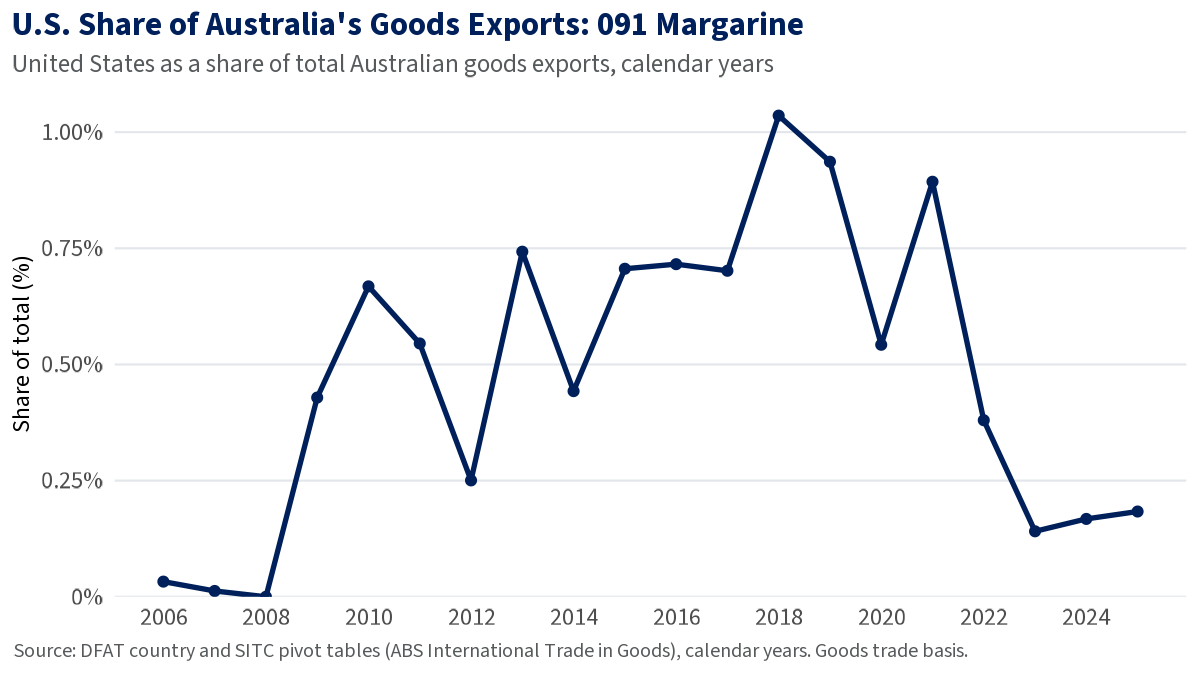 U.S. Share of Australia's Goods Exports: 091 Margarine
United States as a share of total Australian goods exports, calendar years
Share of total (%)
1.00%
0.75%
0.50%
0.25%
0%
2006 2008 2010 2012 2014 2016 2018 2020 2022 2024
Source: DFAT country and SITC pivot tables (ABS International Trade in Goods), calendar years. Goods trade basis.